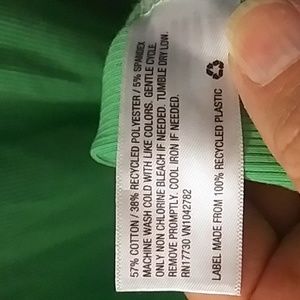 57% COTTON / 38% RECYCLED POLYESTER / 5% SPANDEX
MACHINE WASH COLD WITH LIKE COLORS. GENTLE CYCLE.
ONLY NON CHLORINE BLEACH IF NEEDED. TUMBLE DRY LOW.
REMOVE PROMPTLY. COOL IRON IF NEEDED.
RN17730 VN1042782
LABEL MADE FROM 100% RECYCLED PLASTIC